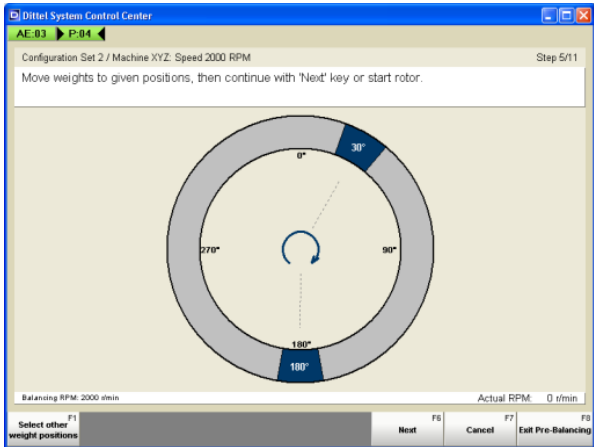 Dittel System Control Center
AE:03 P:04
Configuration Set 2 / Machine XYZ: Speed 2000 RPM Step 5/11
Move weights to given positions, then continue with 'Next' key or start rotor.
30°
0°
270° 90°
180°
180°
Balancing RPM: 2000 r/min Actual RPM: 0 r/min
F1 F6 F7 F8
Select other
weight positions Next Cancel Exit Pre-Balancing